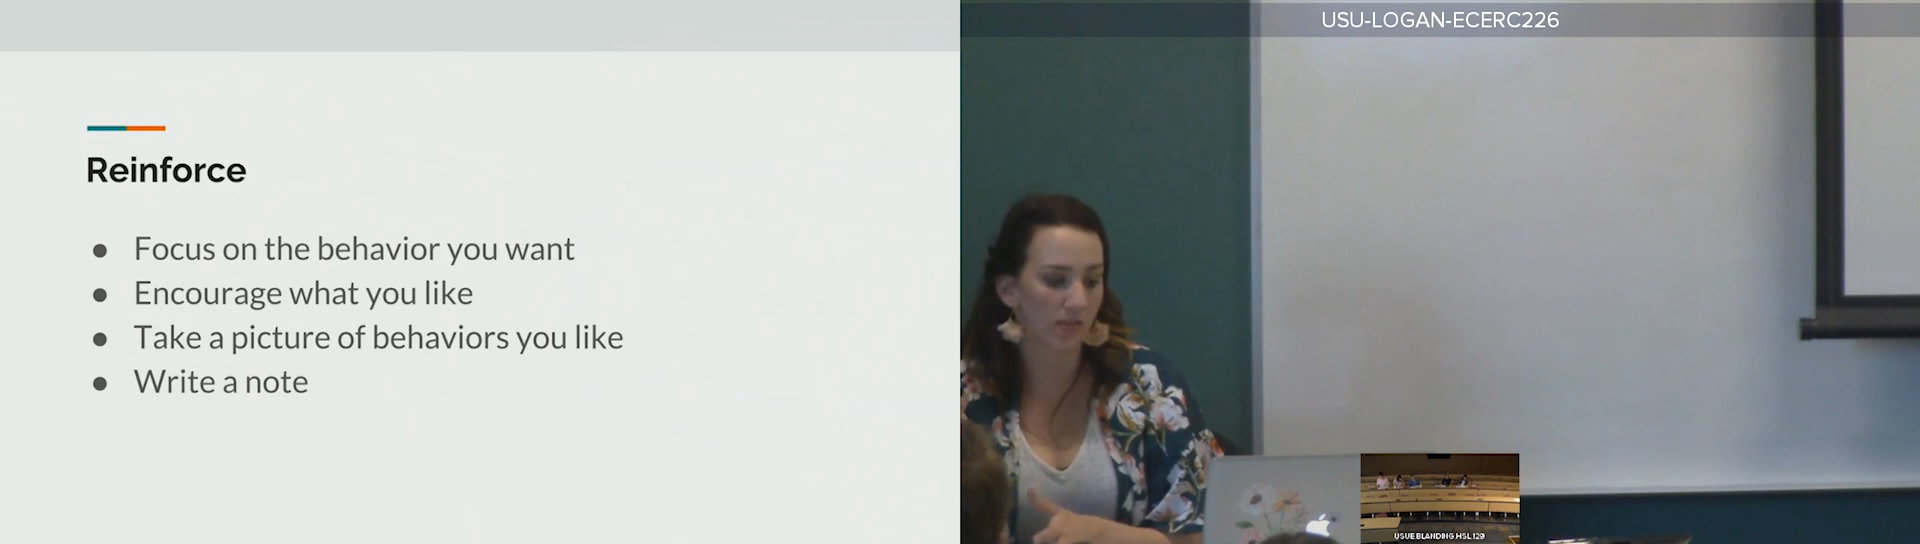 Reinforce
● Focus on the behavior you want
● Encourage what you like
● Take a picture of behaviors you like
● Write a note
USU-LOGAN-ECERC226
USUE.BLANDING.HSL.129